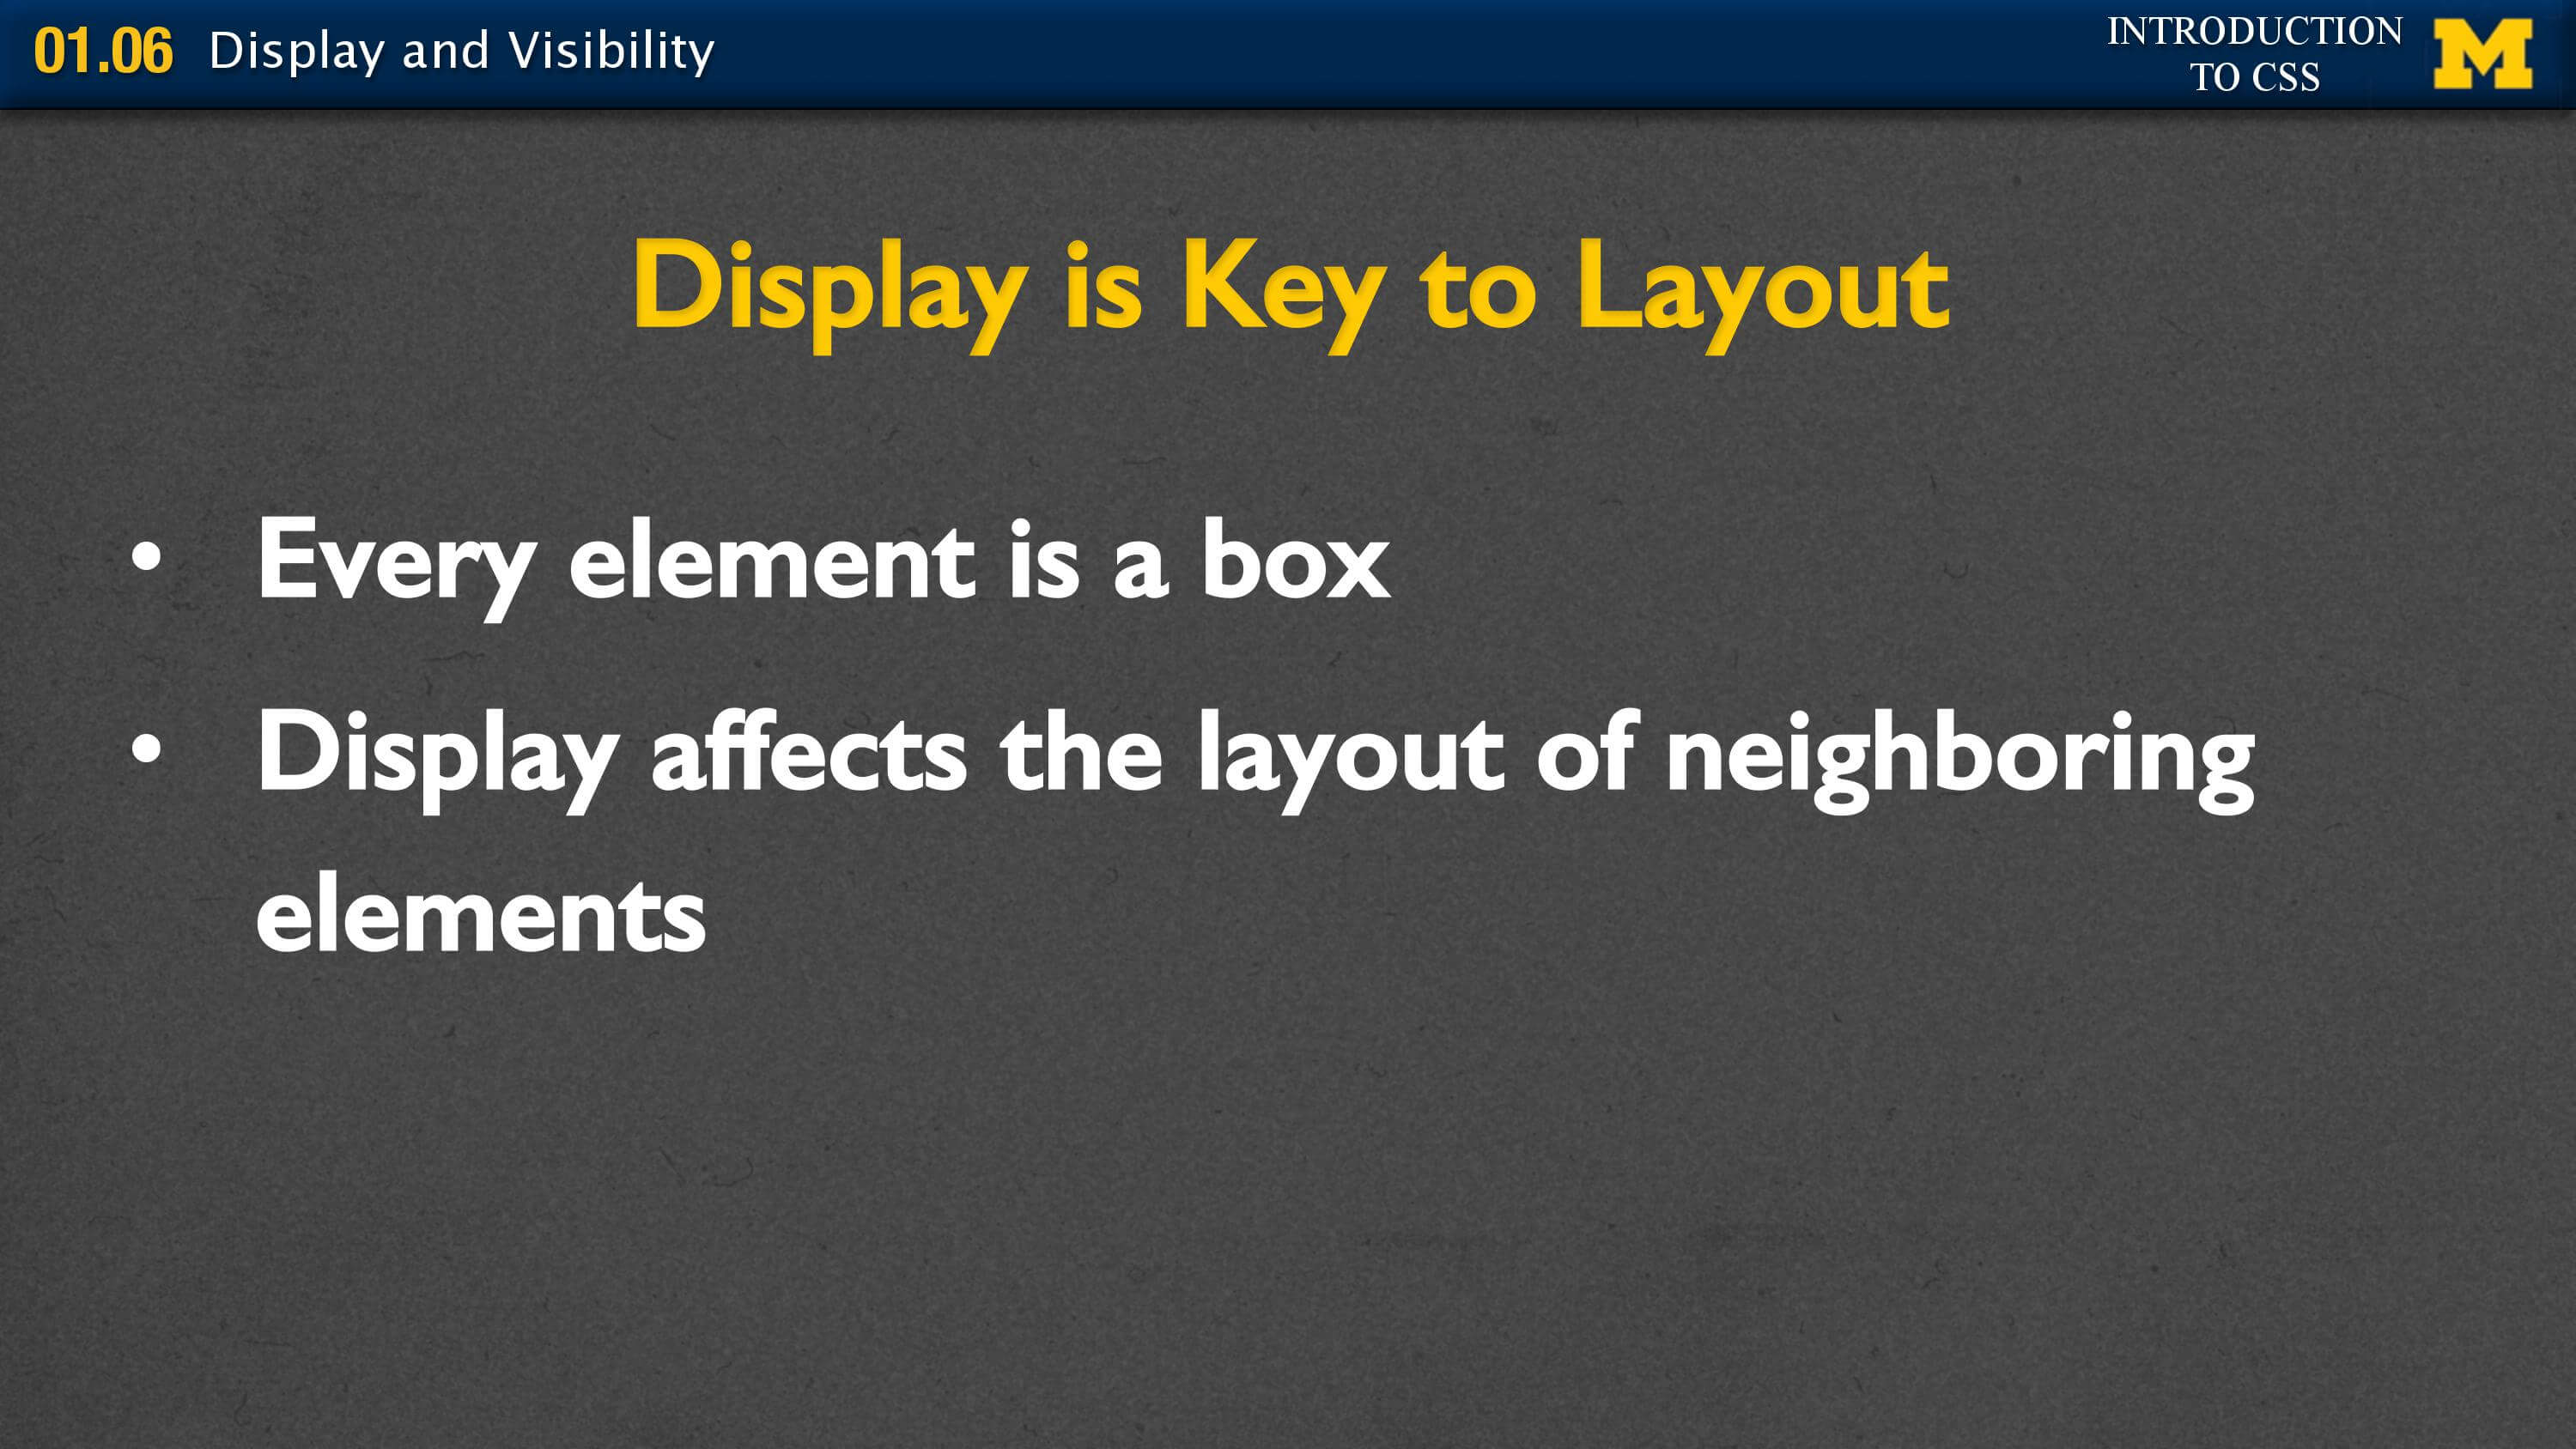 01.06 Display and Visibility
INTRODUCTION
TO CSS
M
Display is Key to Layout
• Every element is a box
• Display affects the layout of neighboring
elements